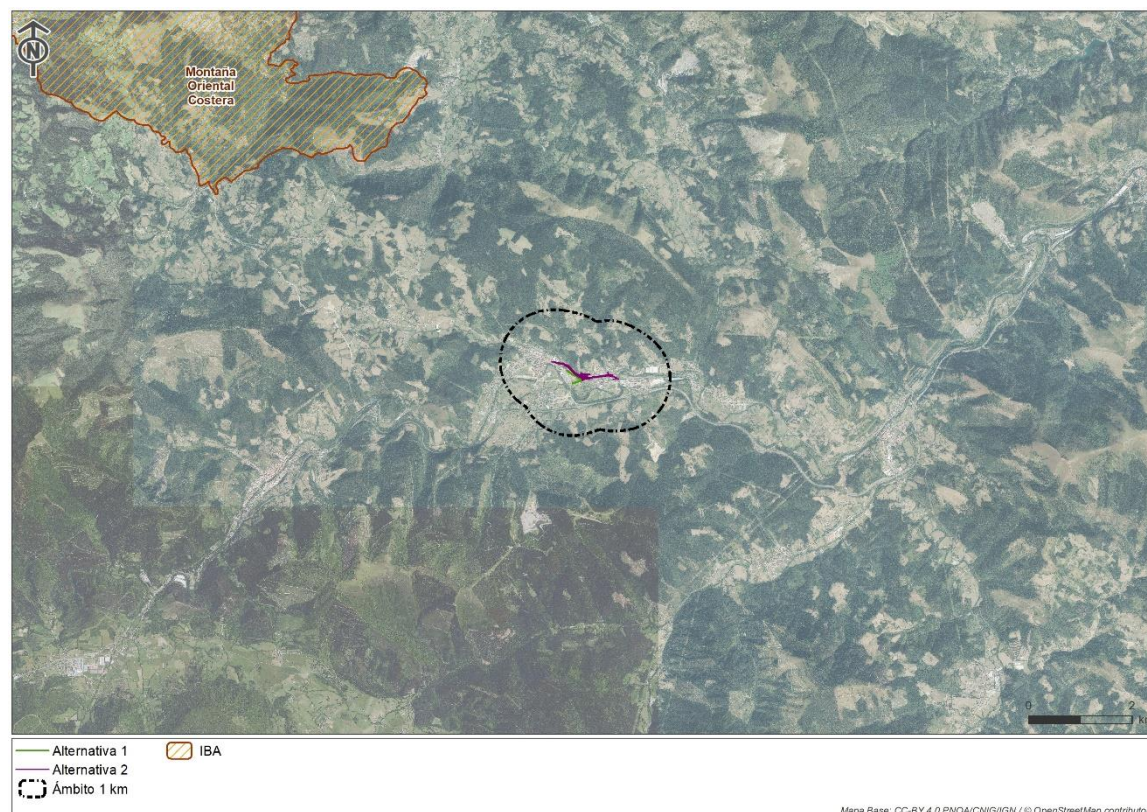 N
Montaña
Oriental
Costera
0 2
km
Alternativa 1
Alternativa 2
Ámbito 1 km
IBA
Mapa Base: CC-BY 4.0 PNOA/CNIG/IGN / © OpenStreetMap contributo